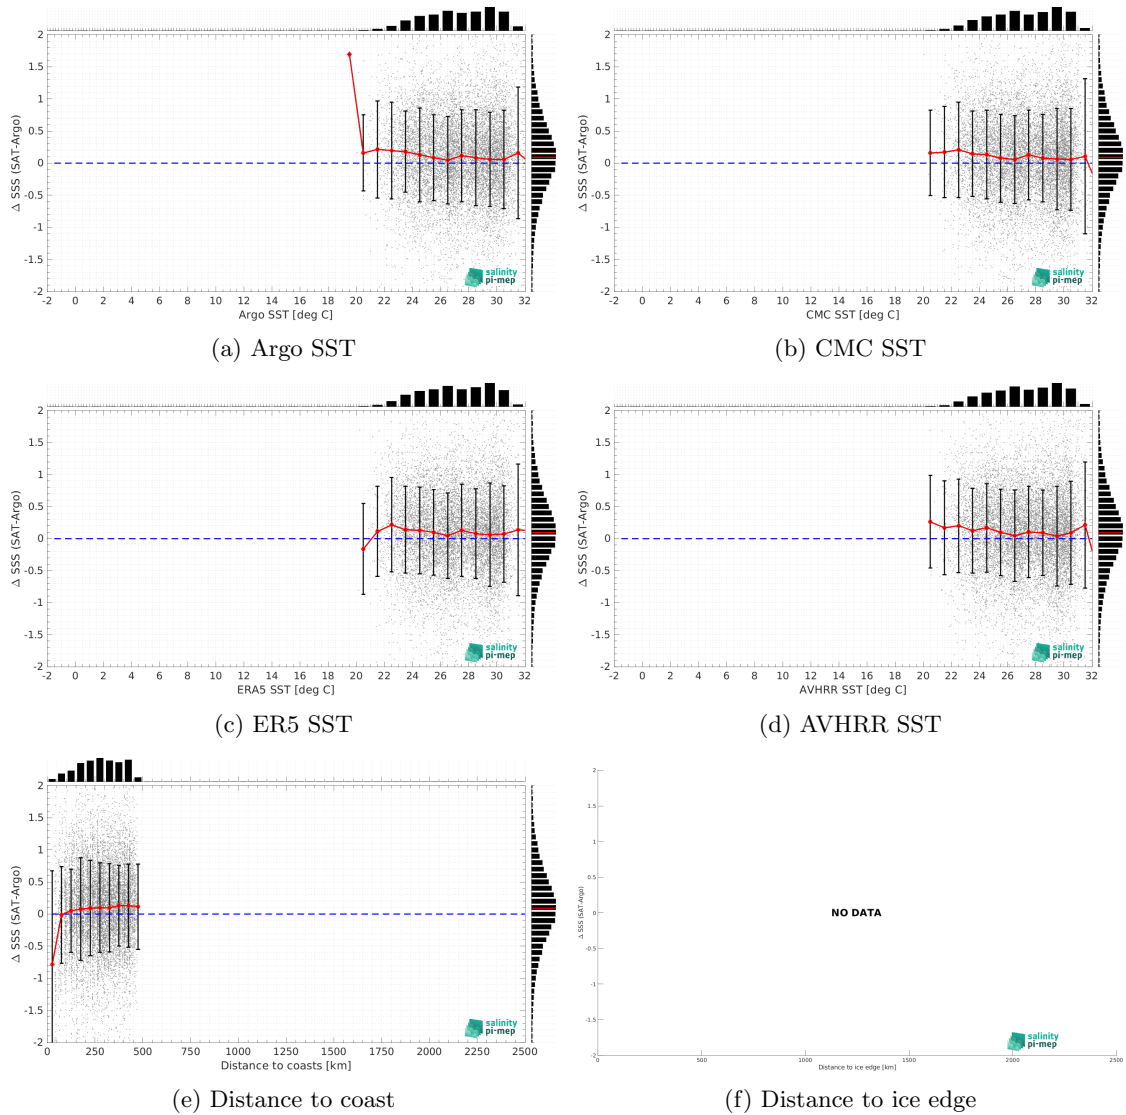 2
1.5
1
0.5
0
-0.5
-1
-1.5
-2
Δ SSS (SAT-Argo)
-2 0 2 4 6 8 10 12 14 16 18 20 22 24 26 28 30 32
Argo SST [deg C]
salinity
pi-mep
(a) Argo SST
2
1.5
1
0.5
0
-0.5
-1
-1.5
-2
Δ SSS (SAT-Argo)
-2 0 2 4 6 8 10 12 14 16 18 20 22 24 26 28 30 32
CMC SST [deg C]
salinity
pi-mep
(b) CMC SST
2
1.5
1
0.5
0
-0.5
-1
-1.5
-2
Δ SSS (SAT-Argo)
-2 0 2 4 6 8 10 12 14 16 18 20 22 24 26 28 30 32
ERA5 SST [deg C]
salinity
pi-mep
(c) ER5 SST
2
1.5
1
0.5
0
-0.5
-1
-1.5
-2
Δ SSS (SAT-Argo)
-2 0 2 4 6 8 10 12 14 16 18 20 22 24 26 28 30 32
AVHRR SST [deg C]
salinity
pi-mep
(d) AVHRR SST
2
1.5
1
0.5
0
-0.5
-1
-1.5
-2
Δ SSS (SAT-Argo)
0 250 500 750 1000 1250 1500 1750 2000 2250 2500
Distance to coasts [km]
salinity
pi-mep
(e) Distance to coast
2
1.5
1
0.5
0
-0.5
-1
-1.5
-2
Δ SSS (SAT-Argo)
NO DATA
0 500 1000 1500 2000 2500
Distance to ice edge [km]
salinity
pi-mep
(f) Distance to ice edge